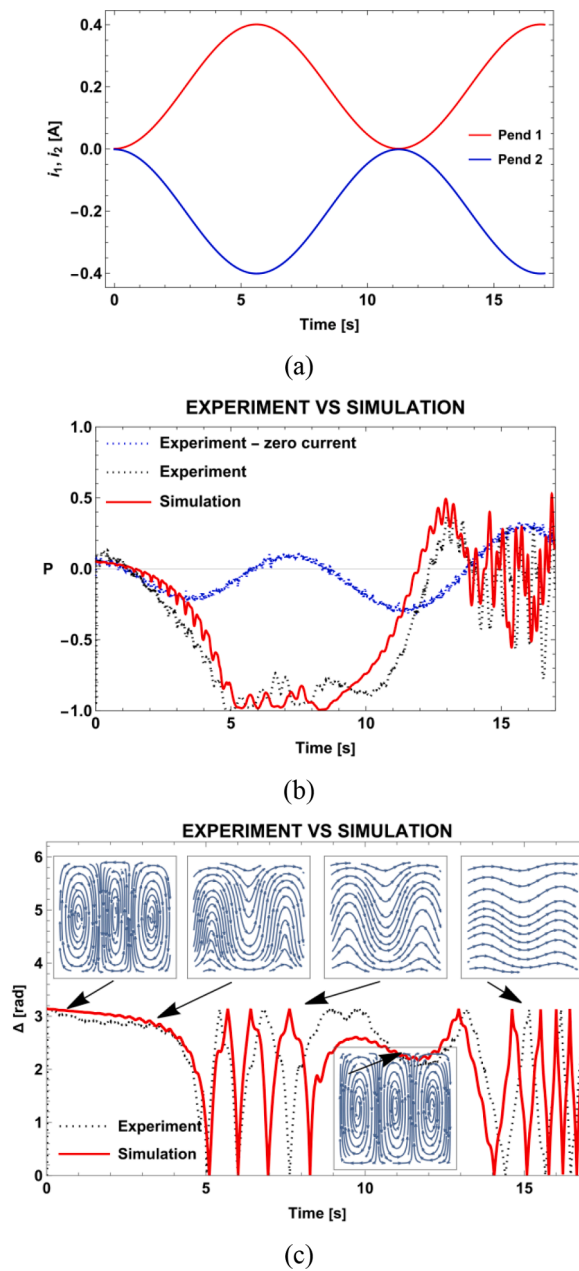 0.4
0.2
0.0
−0.2
−0.4
i1, i2 [A]
Pend 1
Pend 2
0 5 10 15
Time [s]
(a)
EXPERIMENT VS SIMULATION
1.0
0.5
0.0
−0.5
−1.0
P
Experiment − zero current
Experiment
Simulation
0 5 10 15
Time [s]
(b)
EXPERIMENT VS SIMULATION
6
5
4
3
2
1
0
Δ [rad]
Experiment
Simulation
0 5 10 15
Time [s]
(c)